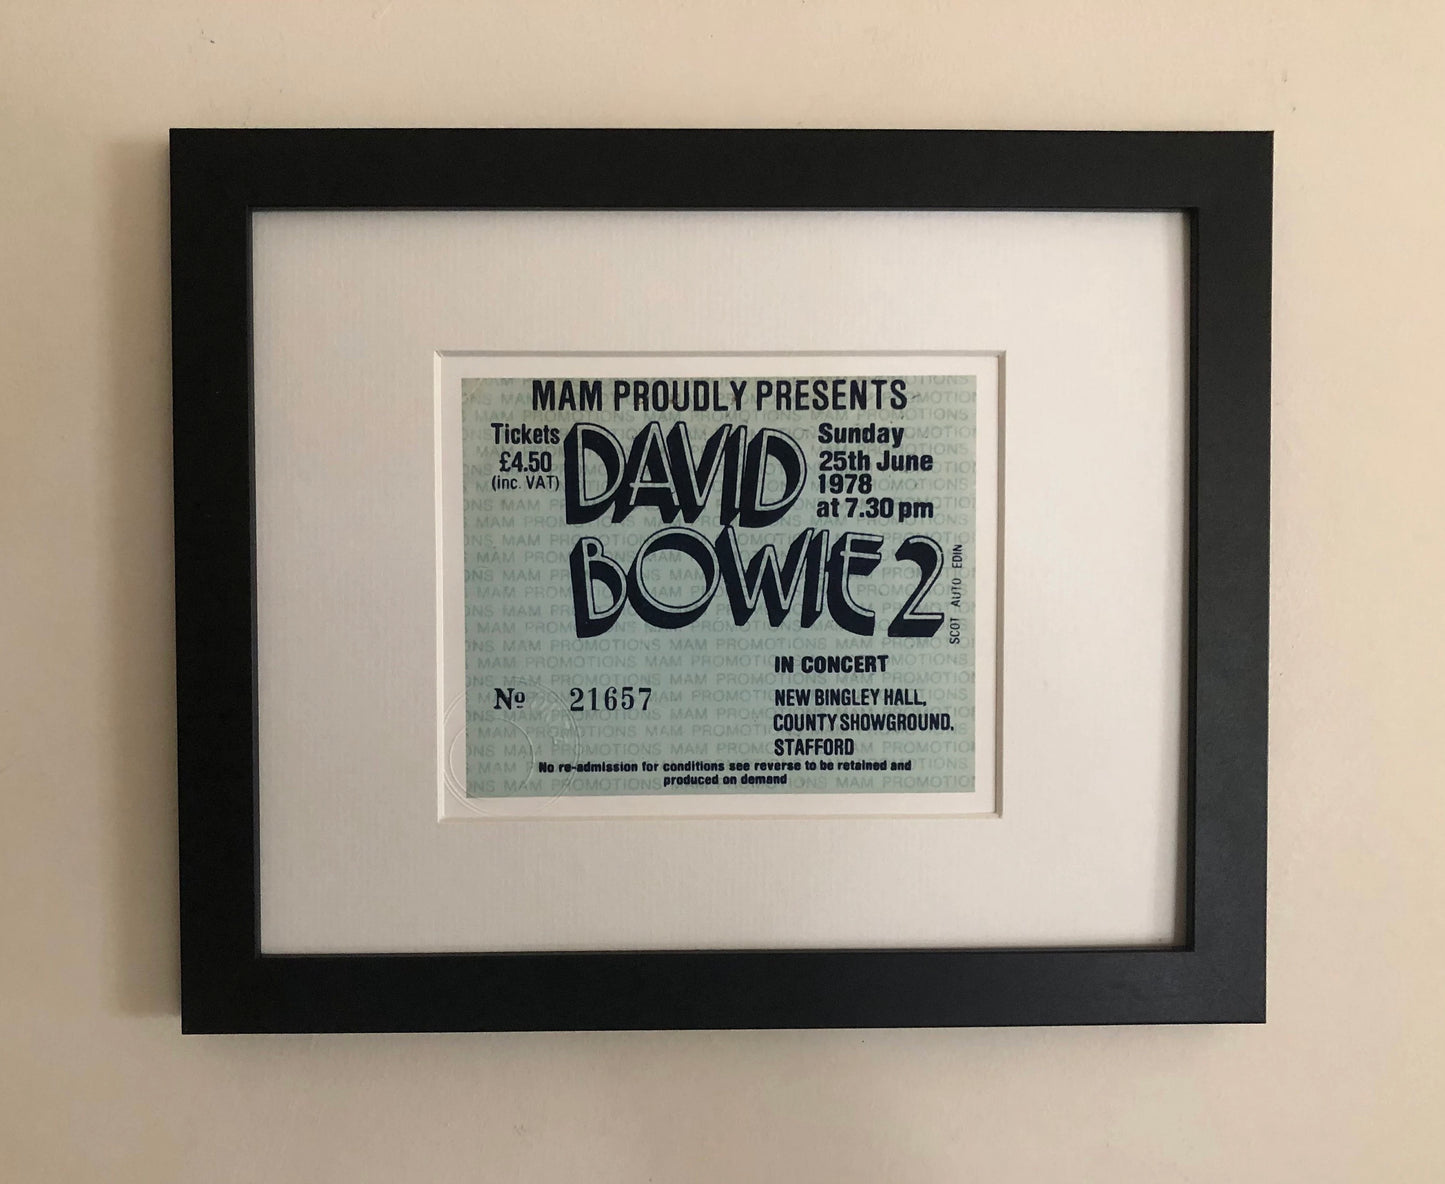 MAM PROUDLY PRESENTS
Tickets
£4.50
(inc. VAT)
DAVID
BOWIE 2
Sunday
25th June
1978
at 7.30 pm
SCOT AUTO EDIN
IN CONCERT
Nº 21657
NEW BINGLEY HALL,
COUNTY SHOWGROUND,
STAFFORD
No re-admission for conditions see reverse to be retained and
produced on demand
MAM PROMOTIONS